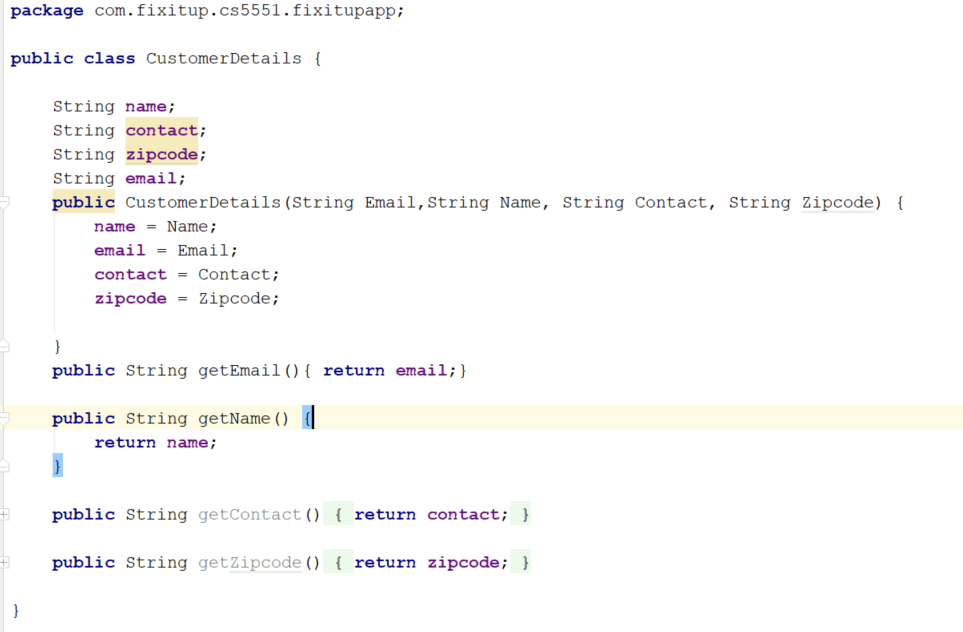 package com.fixitup.cs5551.fixitupapp;
public class CustomerDetails {
String name;
String contact;
String zipcode;
String email;
public CustomerDetails(String Email,String Name, String Contact, String Zipcode) {
name = Name;
email = Email;
contact = Contact;
zipcode = Zipcode;
}
public String getEmail(){ return email;}
public String getName() {
return name;
}
public String getContact() { return contact; }
public String getZipcode() { return zipcode; }
}